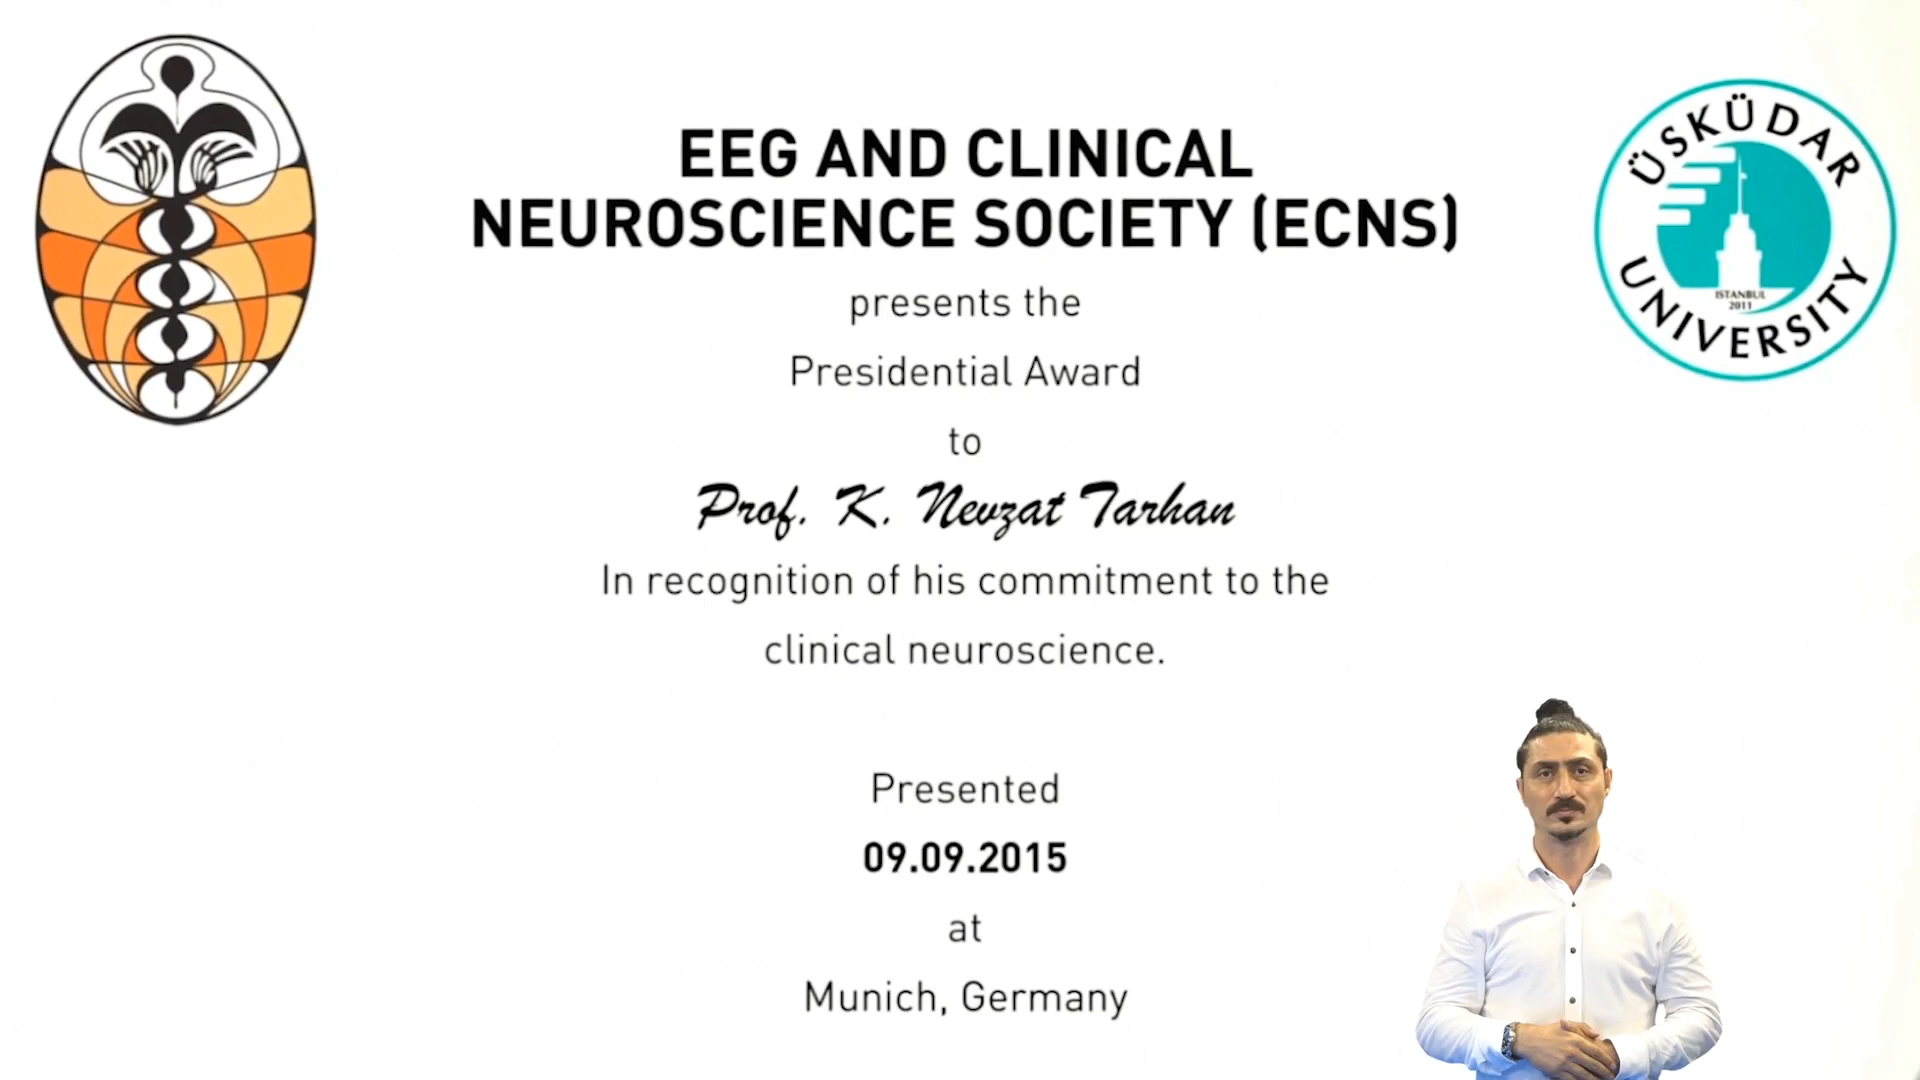 EEG AND CLINICAL
NEUROSCIENCE SOCIETY (ECNS)
presents the
Presidential Award
to
Prof. K. Nevzat Tarhan
In recognition of his commitment to the
clinical neuroscience.
Presented
09.09.2015
at
Munich, Germany
ÜSKÜDAR
UNIVERSITY
ISTANBUL
2011